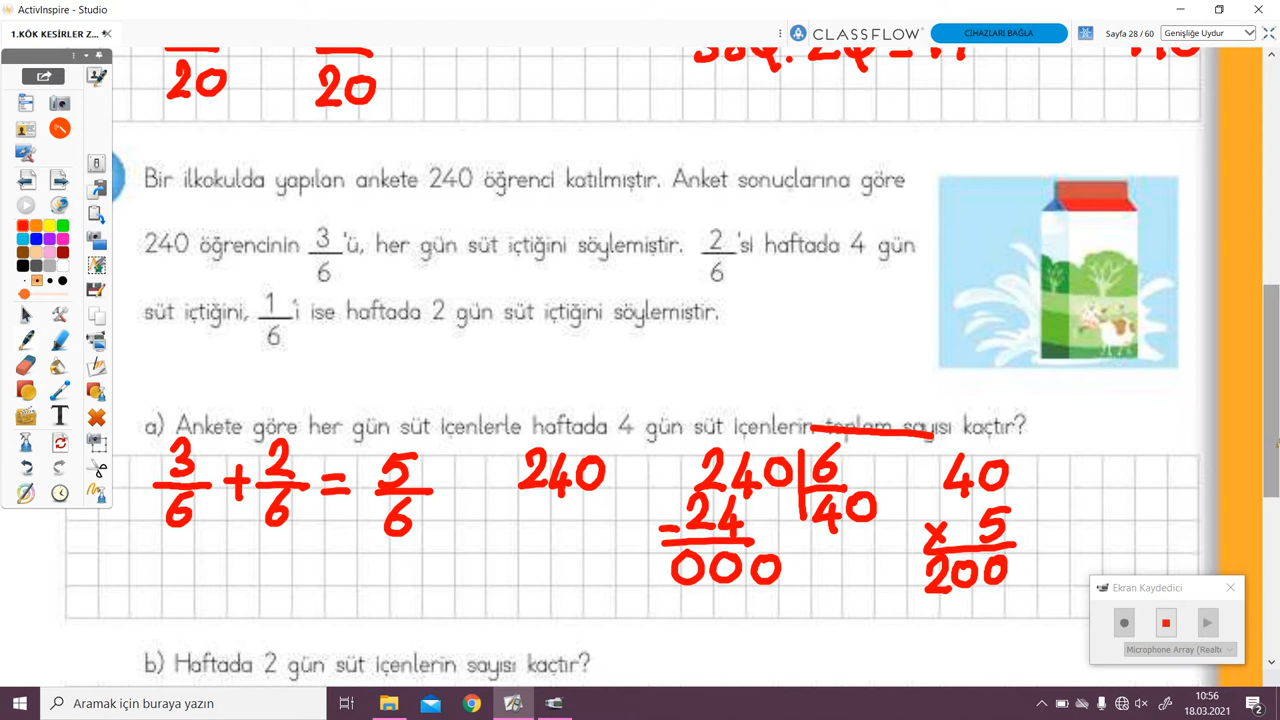 ActivInspire - Studio
1.KÖK KESİRLER Z...
CLASSFLOW
CİHAZLARI BAĞLA
Sayfa 28 / 60
Genişliğe Uydur
20 20
Bir ilkokulda yapılan ankete 240 öğrenci katılmıştır. Anket sonuclarına göre
240 öğrencinin 3/6 'ü, her gün süt içtiğini söylemiştir. 2/6 'si haftada 4 gün
süt içtiğini, 1/6 i ise haftada 2 gün süt içtiğini söylemiştir.
a) Ankete göre her gün süt içenlerle haftada 4 gün süt içenlerin toplam sayısı kaçtır?
3/6 + 2/6 = 5/6
240
240 | 6
- 24 40
000
40
x 5
200
b) Haftada 2 gün süt içenlerin sayısı kaçtır?
Ekran Kaydedici
Microphone Array (Realte
Aramak için buraya yazın
10:56
18.03.2021
2